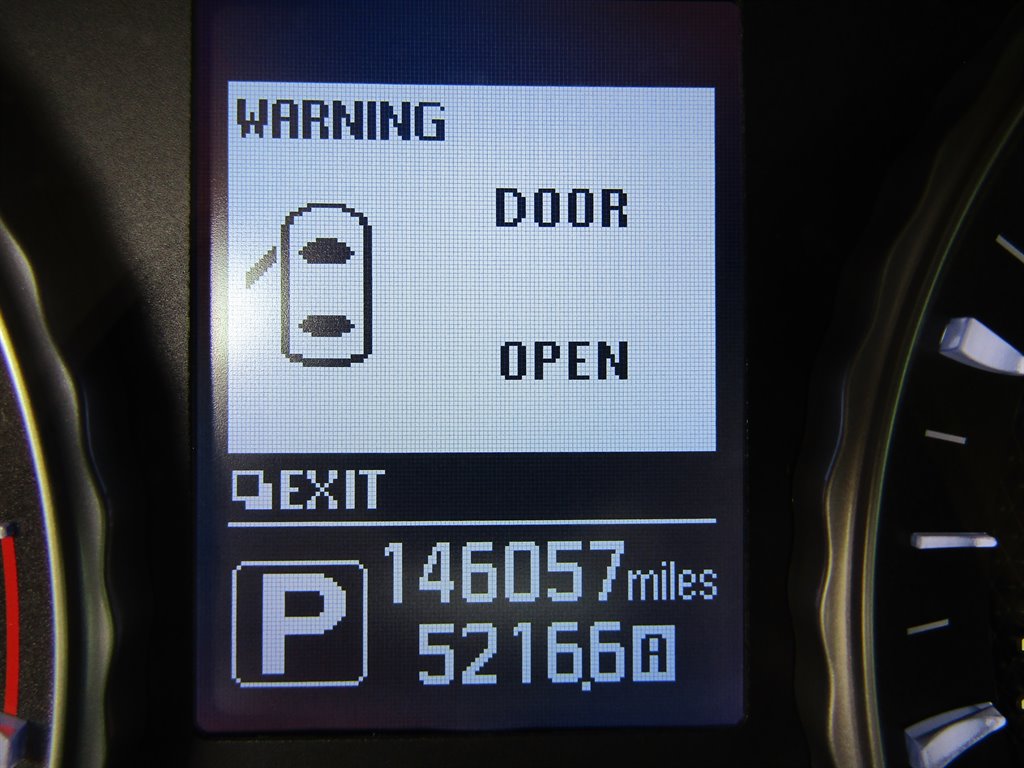 WARNING
DOOR
OPEN
EXIT
P
146057 miles
5216.6 A